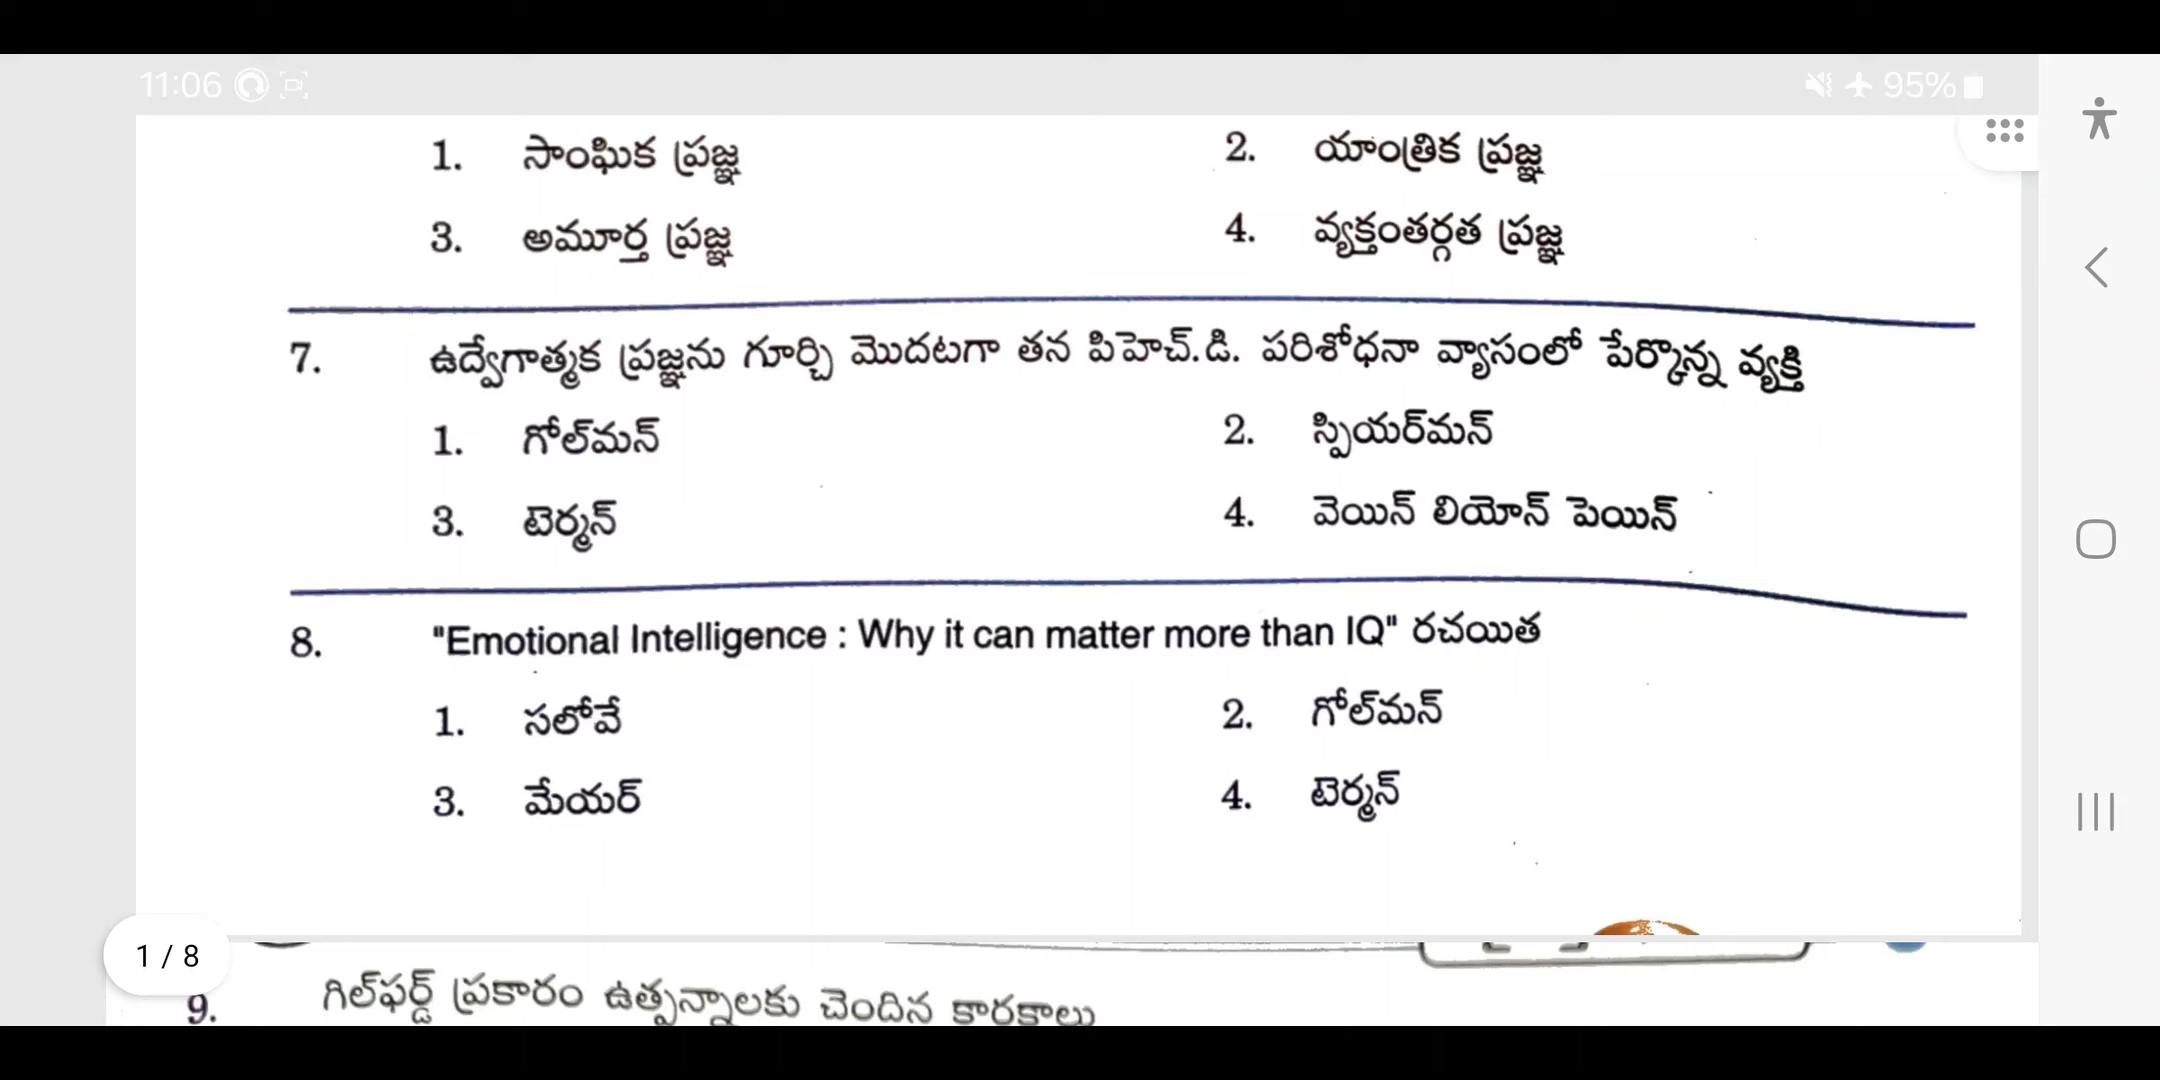 11:06 95%
1. సాంఘిక ప్రజ్ఞ 2. యాంత్రిక ప్రజ్ఞ
3. అమూర్త ప్రజ్ఞ 4. వ్యక్తంతర్గత ప్రజ్ఞ
7. ఉద్వేగాత్మక ప్రజ్ఞను గూర్చి మొదటగా తన పిహెచ్.డి. పరిశోధనా వ్యాసంలో పేర్కొన్న వ్యక్తి
1. గోల్‌మన్ 2. స్పియర్‌మన్
3. టెర్మన్ 4. వెయిన్ లియోన్ పెయిన్
8. "Emotional Intelligence : Why it can matter more than IQ" రచయిత
1. సలోవే 2. గోల్‌మన్
3. మేయర్ 4. టెర్మన్
1 / 8
9. గిల్‌ఫర్డ్ ప్రకారం ఉత్పన్నాలకు చెందిన కారకాలు